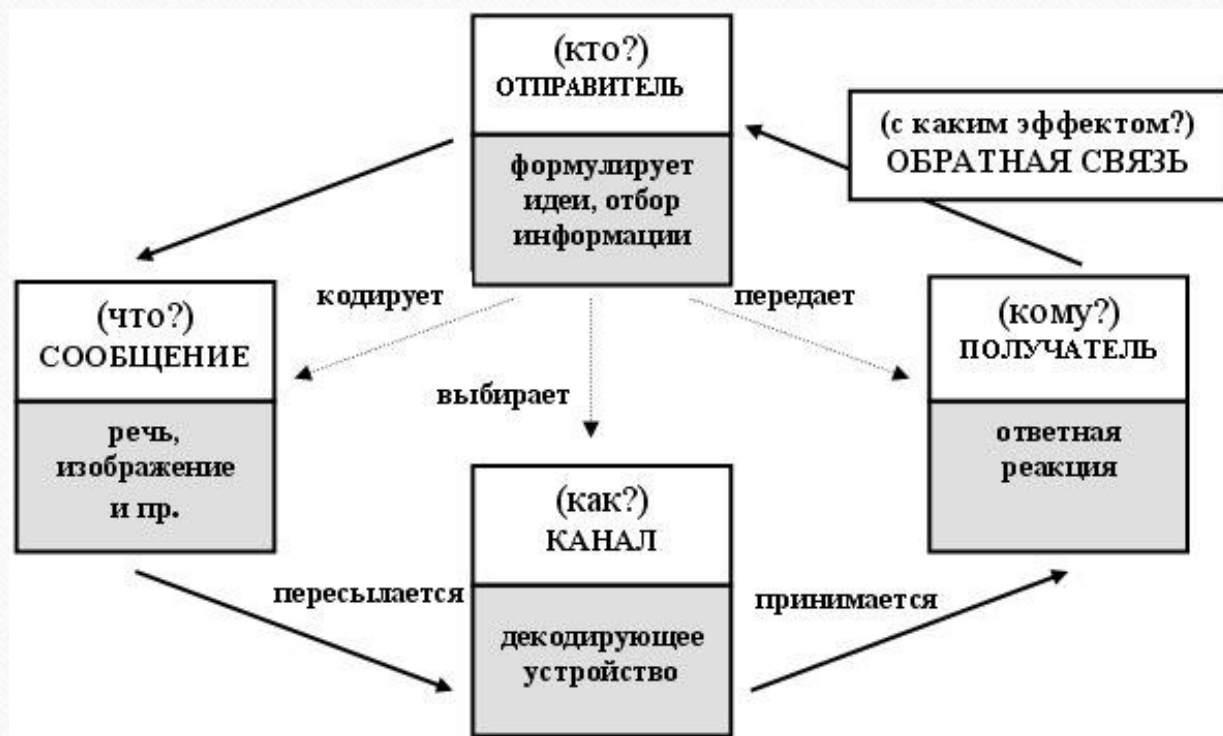 (кто?)
ОТПРАВИТЕЛЬ
формулирует
идеи, отбор
информации
(с каким эффектом?)
ОБРАТНАЯ СВЯЗЬ
кодирует
передает
выбирает
(что?)
СООБЩЕНИЕ
речь,
изображение
и пр.
(кому?)
ПОЛУЧАТЕЛЬ
ответная
реакция
(как?)
КАНАЛ
декодирующее
устройство
пересылается
принимается